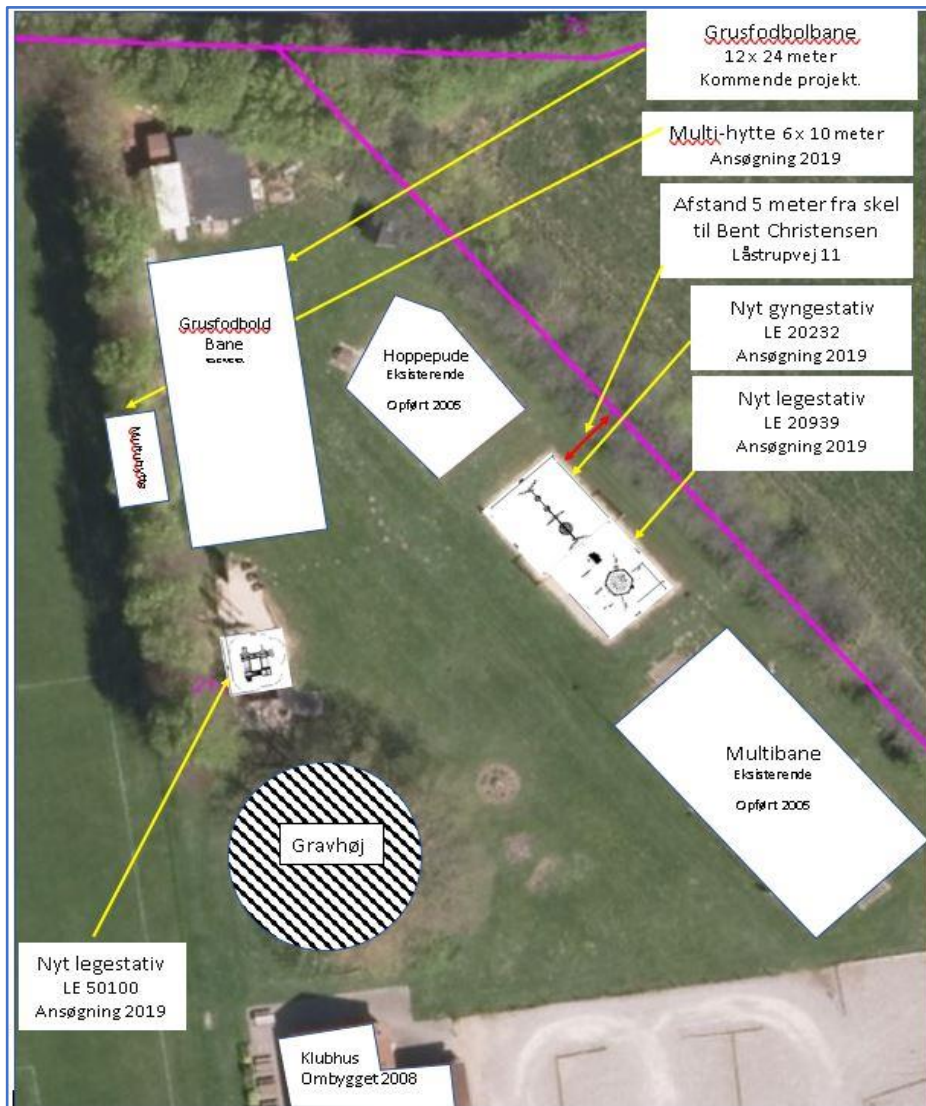 Grusfodbolbane
12 x 24 meter
Kommende projekt.
Multi-hytte 6 x 10 meter
Ansøgning 2019
Afstand 5 meter fra skel
til Bent Christensen
Låstrupvej 11
Nyt gyngestativ
LE 20232
Ansøgning 2019
Nyt legestativ
LE 20939
Ansøgning 2019
Grusfodbold
Bane
Hoppepude
Eksisterende
Opført 2005
Multihytte
Multibane
Eksisterende
Opført 2005
Gravhøj
Nyt legestativ
LE 50100
Ansøgning 2019
Klubhus
Ombygget 2008